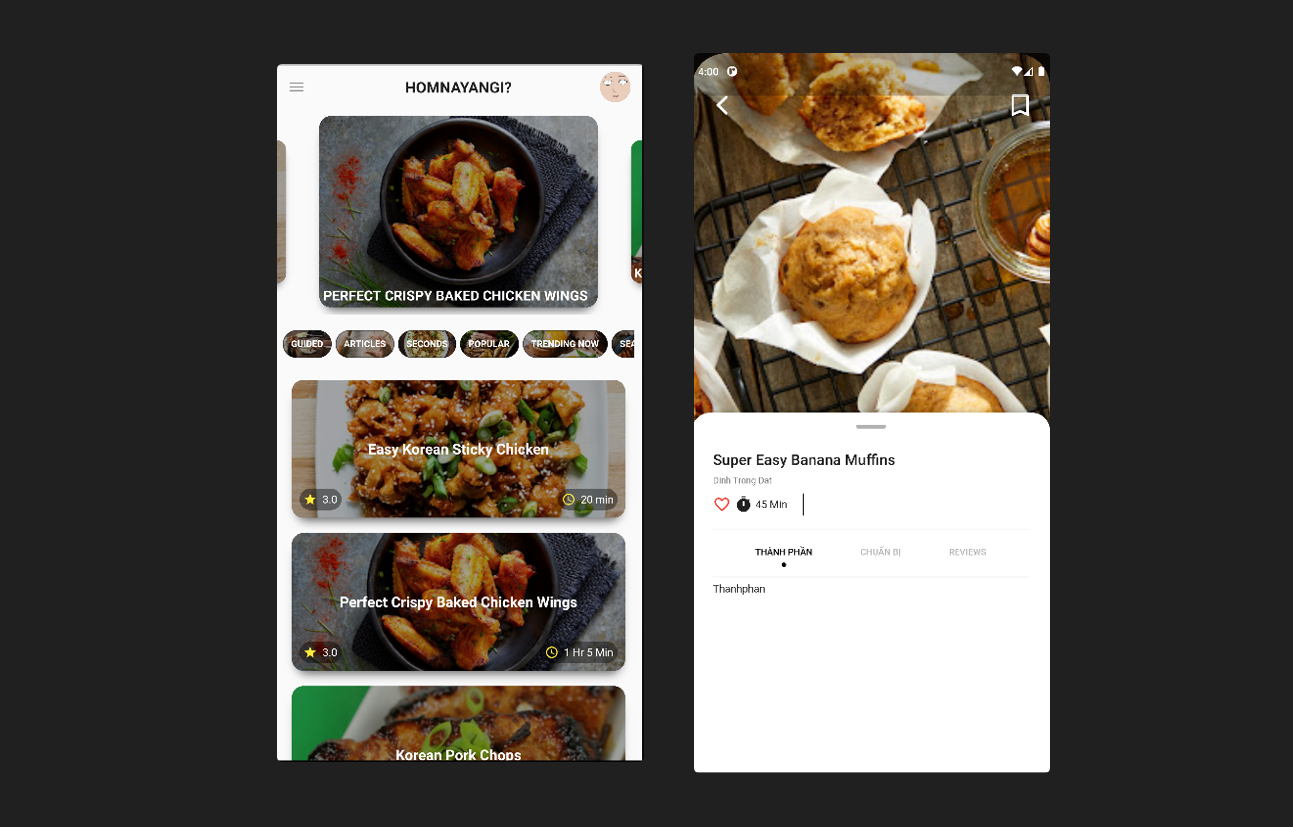 HOMNAYANGI?
PERFECT CRISPY BAKED CHICKEN WINGS
K
GUIDED
ARTICLES
SECONDS
POPULAR
TRENDING NOW
SEA
Easy Korean Sticky Chicken
3.0
20 min
Perfect Crispy Baked Chicken Wings
3.0
1 Hr 5 Min
Korean Pork Chops
4:00
Super Easy Banana Muffins
Dinh Trong Dat
45 Min
THÀNH PHẦN
CHUẨN BỊ
REVIEWS
Thanhphan